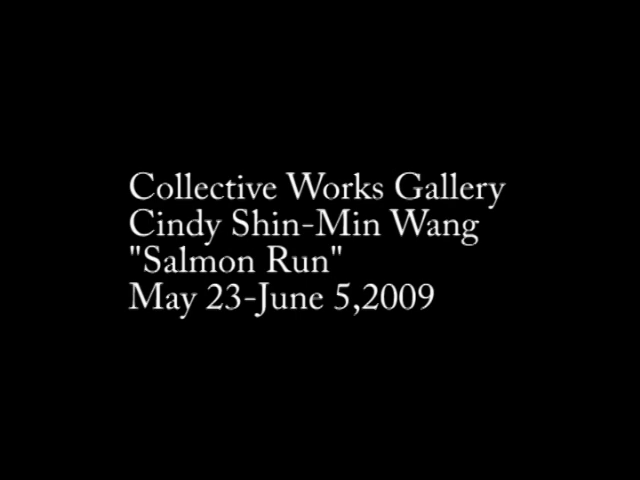 Collective Works Gallery
Cindy Shin-Min Wang
"Salmon Run"
May 23-June 5,2009